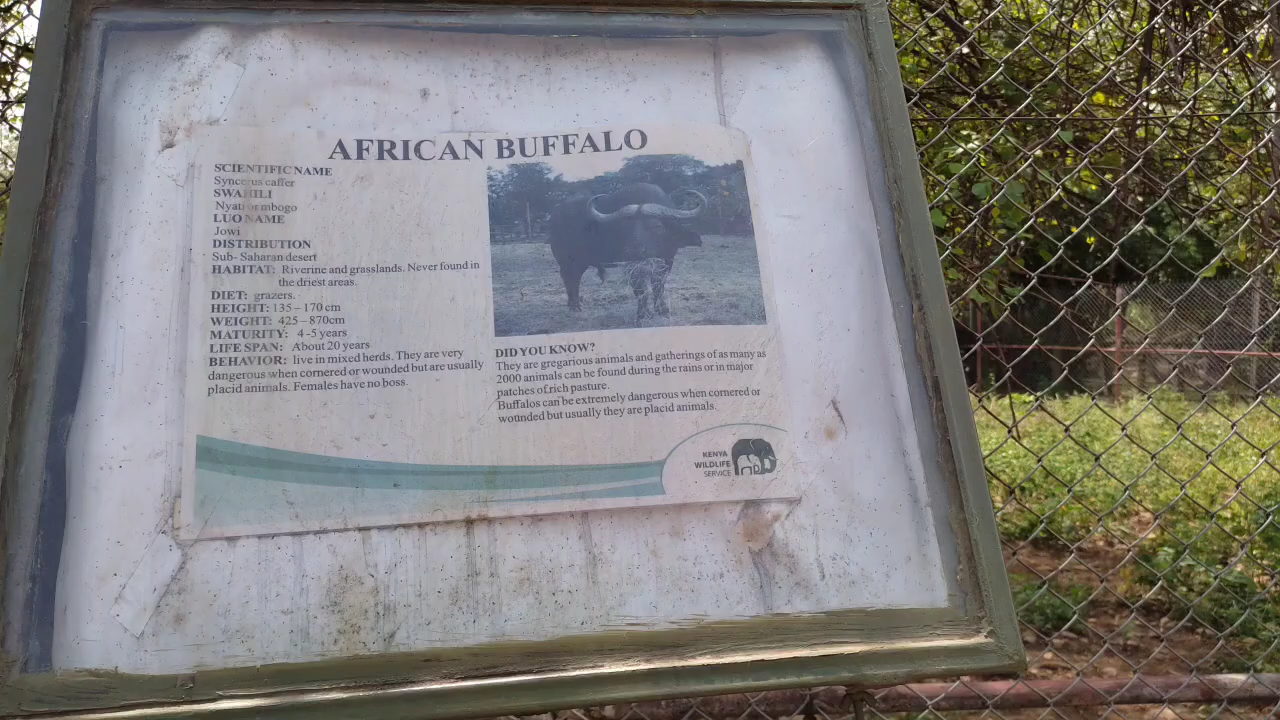 AFRICAN BUFFALO
SCIENTIFIC NAME
Syncerus caffer
SWAHILI
Nyati or mbogo
LUO NAME
Jowi
DISTRIBUTION
Sub- Saharan desert
HABITAT: Riverine and grasslands. Never found in
the driest areas.
DIET: grazers.
HEIGHT: 135 – 170 cm
WEIGHT: 425 – 870cm
MATURITY: 4 -5 years
LIFE SPAN: About 20 years
BEHAVIOR: live in mixed herds. They are very
dangerous when cornered or wounded but are usually
placid animals. Females have no boss.
DID YOU KNOW?
They are gregarious animals and gatherings of as many as
2000 animals can be found during the rains or in major
patches of rich pasture.
Buffalos can be extremely dangerous when cornered or
wounded but usually they are placid animals.
KENYA
WILDLIFE
SERVICE